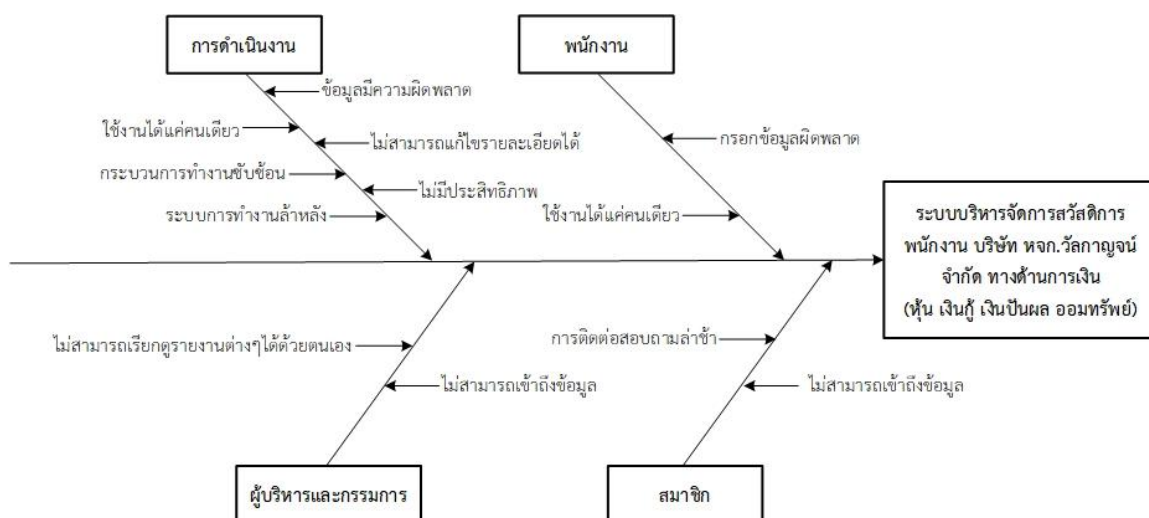 การดำเนินงาน
พนักงาน
ข้อมูลมีความผิดพลาด
ใช้งานได้แค่คนเดียว
ไม่สามารถแก้ไขรายละเอียดได้
กระบวนการทำงานซับซ้อน
ไม่มีประสิทธิภาพ
ระบบการทำงานล้าหลัง
กรอกข้อมูลผิดพลาด
ใช้งานได้แค่คนเดียว
ระบบบริหารจัดการสวัสดิการ
พนักงาน บริษัท หจก.วัลกาญจน์
จำกัด ทางด้านการเงิน
(หุ้น เงินกู้ เงินปันผล ออมทรัพย์)
ไม่สามารถเรียกดูรายงานต่างๆได้ด้วยตนเอง
ไม่สามารถเข้าถึงข้อมูล
การติดต่อสอบถามล่าช้า
ไม่สามารถเข้าถึงข้อมูล
ผู้บริหารและกรรมการ
สมาชิก